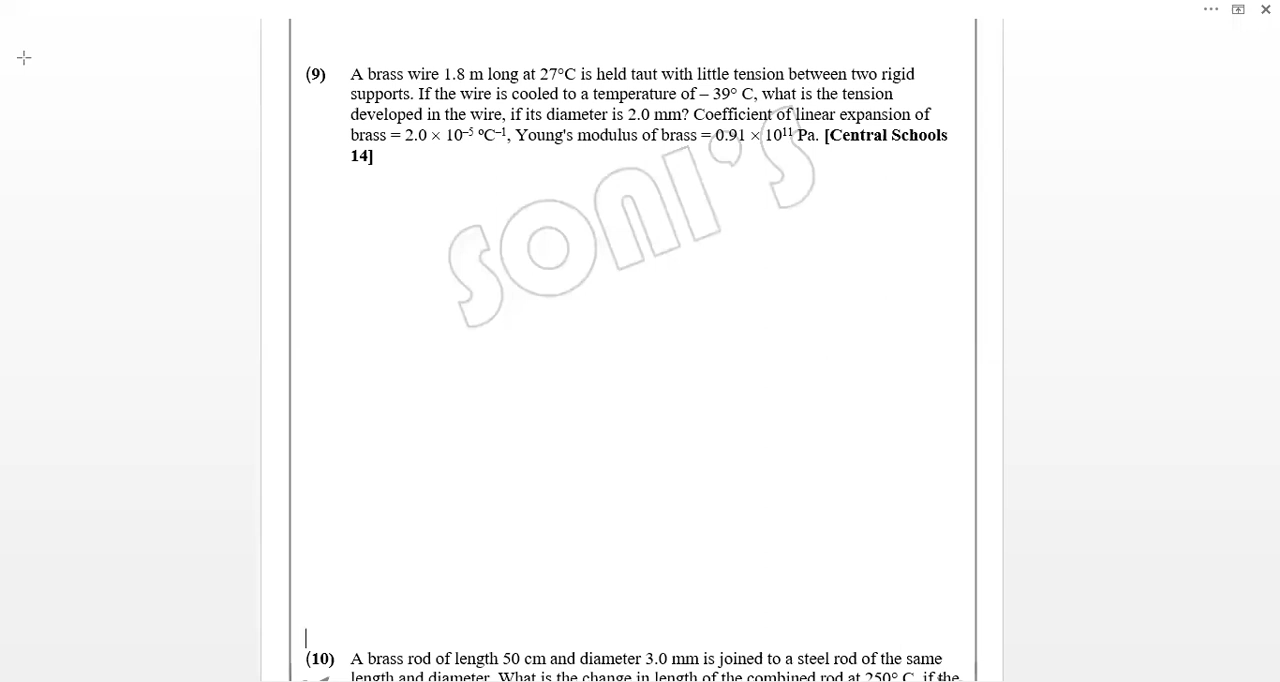 (9) A brass wire 1.8 m long at 27°C is held taut with little tension between two rigid
supports. If the wire is cooled to a temperature of – 39° C, what is the tension
developed in the wire, if its diameter is 2.0 mm? Coefficient of linear expansion of
brass = 2.0 × 10⁻⁵ ºC⁻¹, Young's modulus of brass = 0.91 × 10¹¹ Pa. [Central Schools
14]
SONI'S
(10) A brass rod of length 50 cm and diameter 3.0 mm is joined to a steel rod of the same
length and diameter. What is the change in length of the combined rod at 250° C, if the